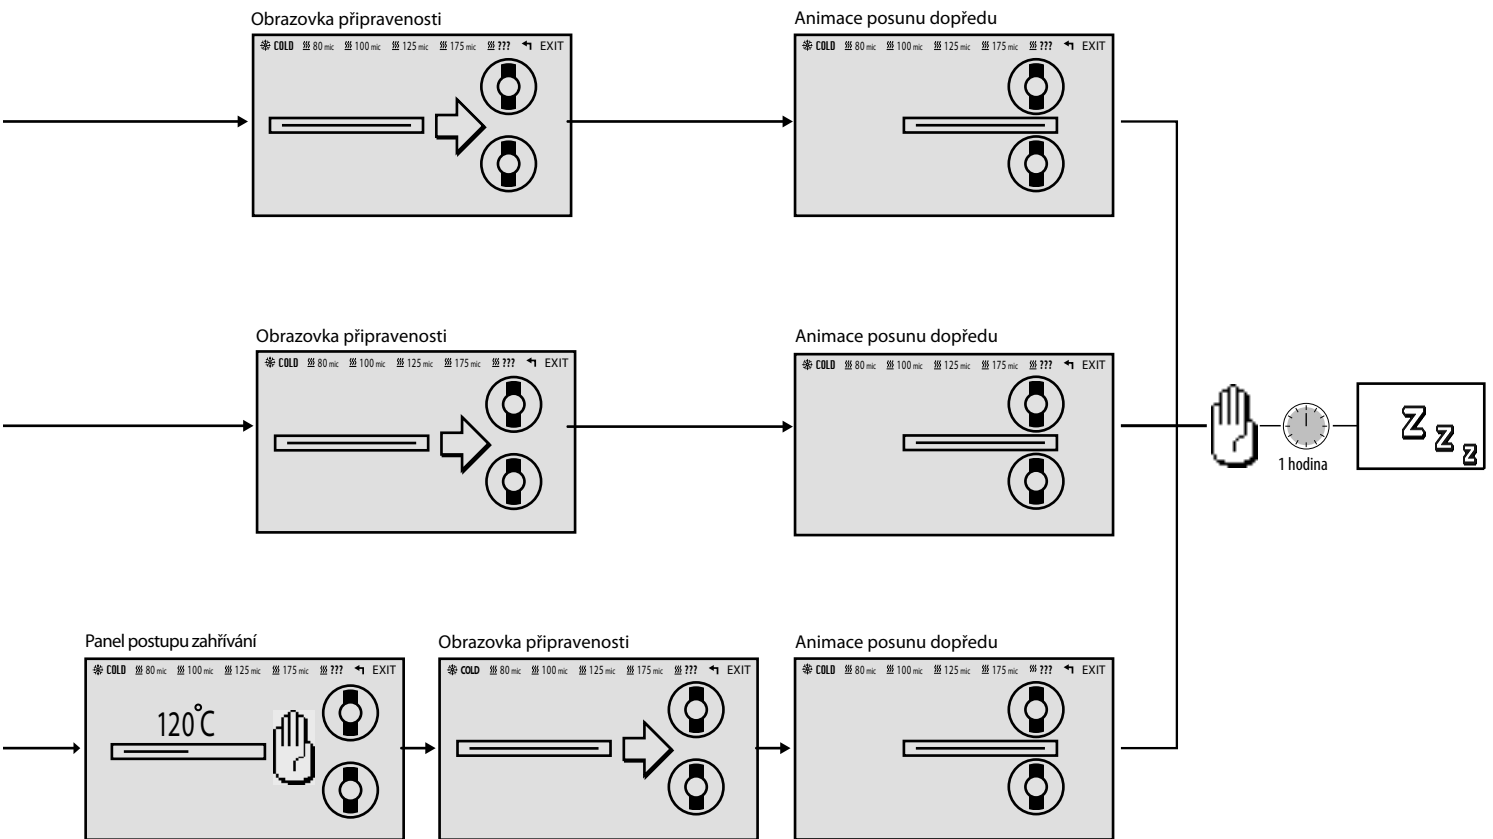 Obrazovka připravenosti
Animace posunu dopředu
COLD 80 mic 100 mic 125 mic 175 mic ??? EXIT
COLD 80 mic 100 mic 125 mic 175 mic ??? EXIT
Obrazovka připravenosti
Animace posunu dopředu
COLD 80 mic 100 mic 125 mic 175 mic ??? EXIT
COLD 80 mic 100 mic 125 mic 175 mic ??? EXIT
Z Z Z
1 hodina
Panel postupu zahřívání
Obrazovka připravenosti
Animace posunu dopředu
COLD 80 mic 100 mic 125 mic 175 mic ??? EXIT
COLD 80 mic 100 mic 125 mic 175 mic ??? EXIT
COLD 80 mic 100 mic 125 mic 175 mic ??? EXIT
120°C